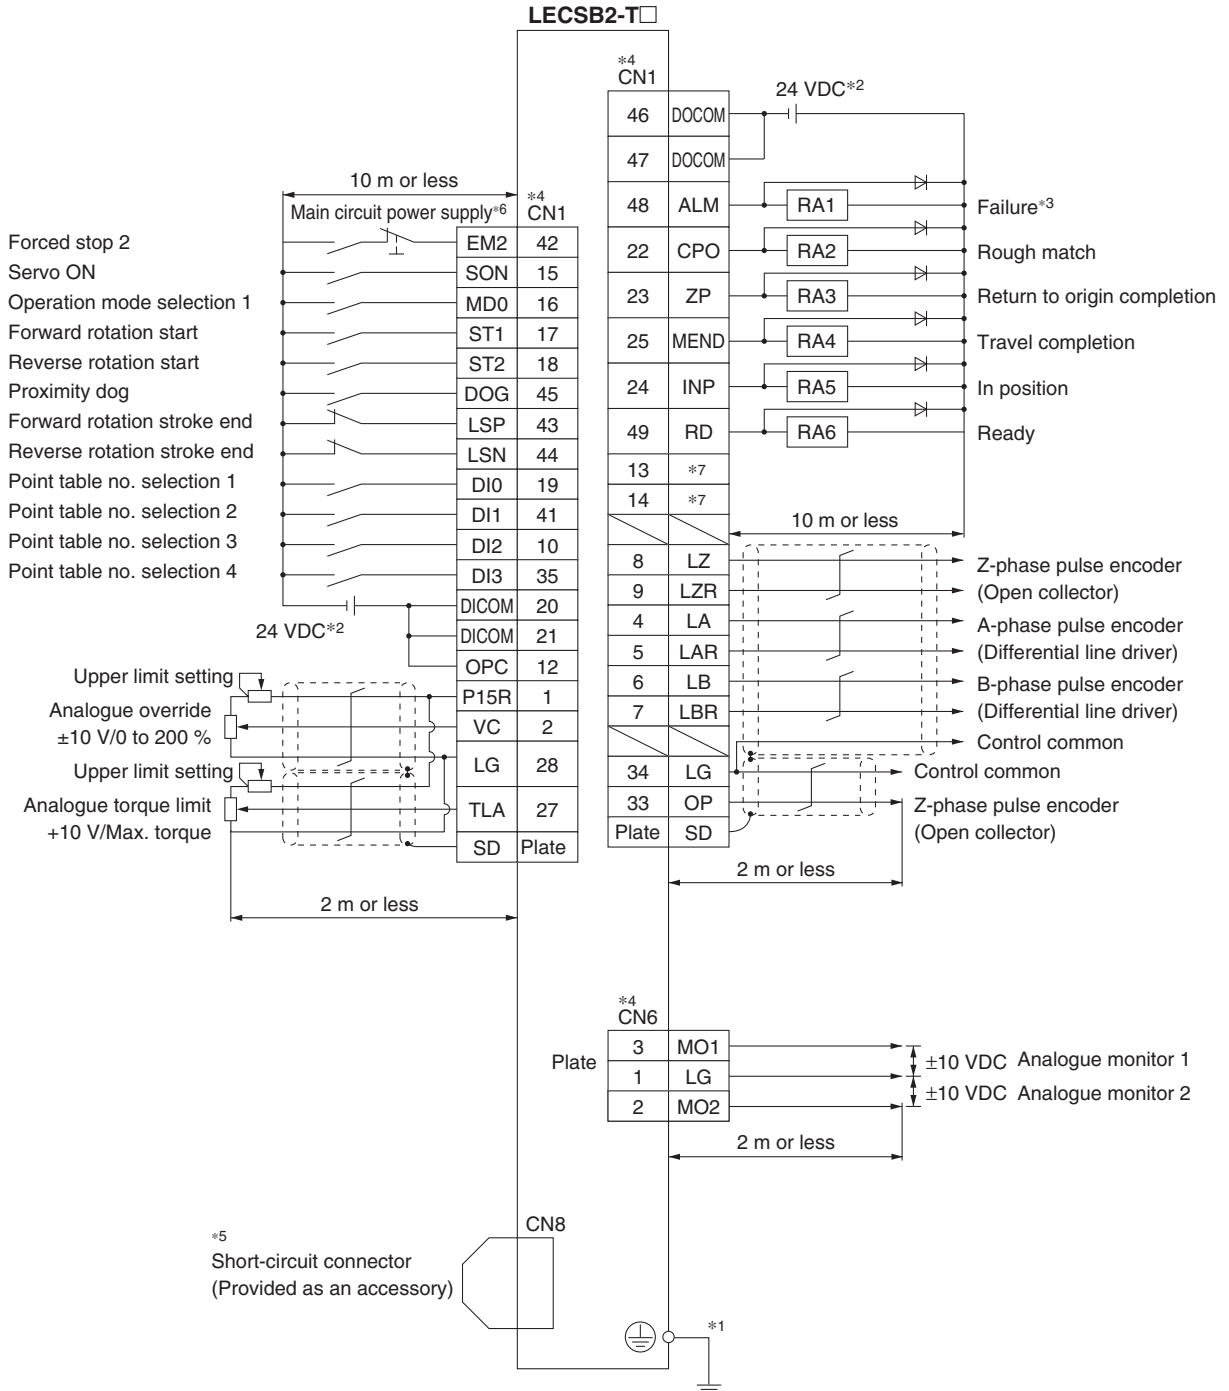 LECSB2-T□
*4
CN1
24 VDC*2
46 DOCOM
47 DOCOM
48 ALM RA1 Failure*3
22 CPO RA2 Rough match
23 ZP RA3 Return to origin completion
25 MEND RA4 Travel completion
24 INP RA5 In position
49 RD RA6 Ready
13 *7
14 *7
10 m or less
8 LZ
9 LZR
Z-phase pulse encoder
(Open collector)
4 LA
5 LAR
A-phase pulse encoder
(Differential line driver)
6 LB
7 LBR
B-phase pulse encoder
(Differential line driver)
Control common
34 LG Control common
33 OP
Z-phase pulse encoder
(Open collector)
Plate SD
2 m or less
10 m or less
Main circuit power supply*6
*4
CN1
Forced stop 2 EM2 42
Servo ON SON 15
Operation mode selection 1 MD0 16
Forward rotation start ST1 17
Reverse rotation start ST2 18
Proximity dog DOG 45
Forward rotation stroke end LSP 43
Reverse rotation stroke end LSN 44
Point table no. selection 1 DI0 19
Point table no. selection 2 DI1 41
Point table no. selection 3 DI2 10
Point table no. selection 4 DI3 35
DICOM 20
24 VDC*2
DICOM 21
OPC 12
Upper limit setting
P15R 1
Analogue override
±10 V/0 to 200 %
VC 2
LG 28
Upper limit setting
Analogue torque limit
+10 V/Max. torque
TLA 27
SD Plate
2 m or less
*4
CN6
Plate
3 MO1
1 LG
2 MO2
±10 VDC Analogue monitor 1
±10 VDC Analogue monitor 2
2 m or less
CN8
*5
Short-circuit connector
(Provided as an accessory)
*1